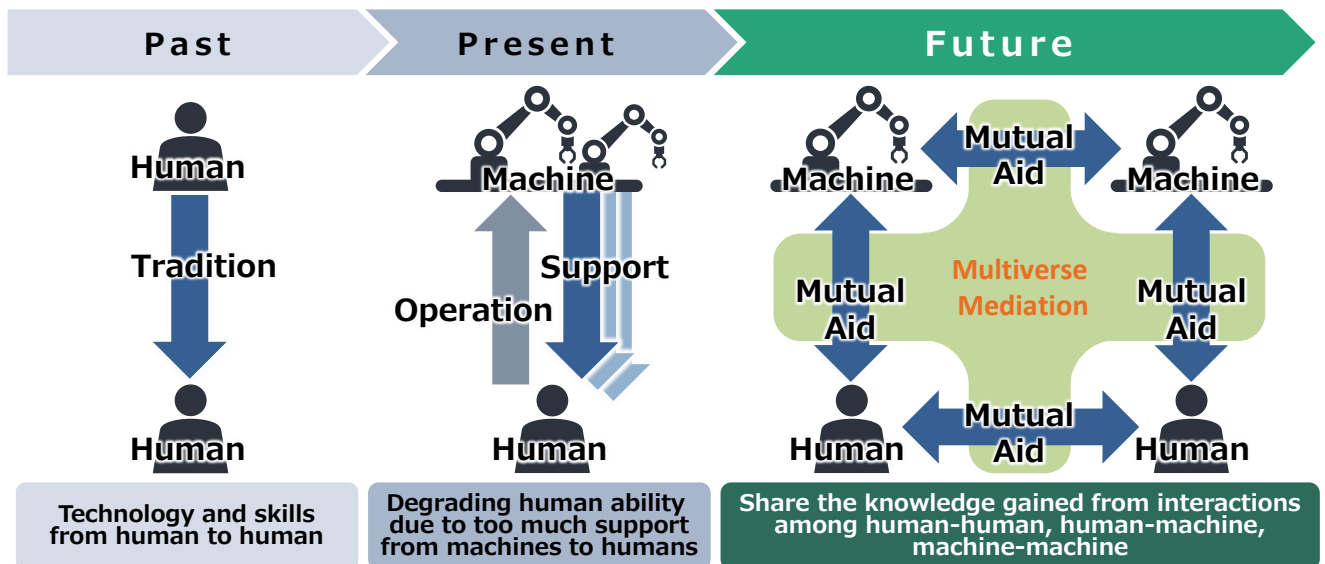 Past
Present
Future
Human
Tradition
Human
Technology and skills
from human to human
Machine
Operation
Support
Human
Degrading human ability
due to too much support
from machines to humans
Machine
Mutual
Aid
Machine
Mutual
Aid
Multiverse
Mediation
Mutual
Aid
Human
Mutual
Aid
Human
Share the knowledge gained from interactions
among human-human, human-machine,
machine-machine